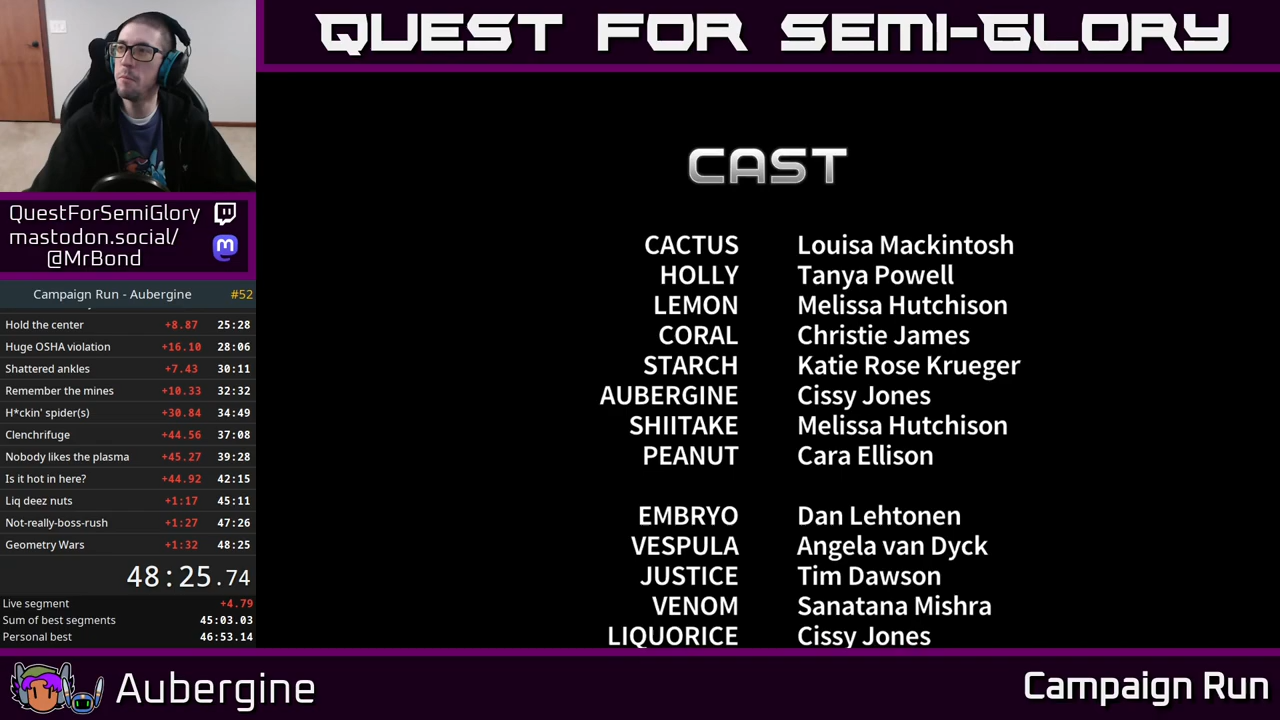 QUEST FOR SEMI-GLORY
QuestForSemiGlory
mastodon.social/
@MrBond
Campaign Run - Aubergine #52
Hold the center +8.87 25:28
Huge OSHA violation +16.10 28:06
Shattered ankles +7.43 30:11
Remember the mines +10.33 32:32
H*ckin' spider(s) +30.84 34:49
Clenchrifuge +44.56 37:08
Nobody likes the plasma +45.27 39:28
Is it hot in here? +44.92 42:15
Liq deez nuts +1:17 45:11
Not-really-boss-rush +1:27 47:26
Geometry Wars +1:32 48:25
48:25.74
Live segment +4.79
Sum of best segments 45:03.03
Personal best 46:53.14
CAST
CACTUS Louisa Mackintosh
HOLLY Tanya Powell
LEMON Melissa Hutchison
CORAL Christie James
STARCH Katie Rose Krueger
AUBERGINE Cissy Jones
SHIITAKE Melissa Hutchison
PEANUT Cara Ellison
EMBRYO Dan Lehtonen
VESPULA Angela van Dyck
JUSTICE Tim Dawson
VENOM Sanatana Mishra
LIQUORICE Cissy Jones
Aubergine
Campaign Run